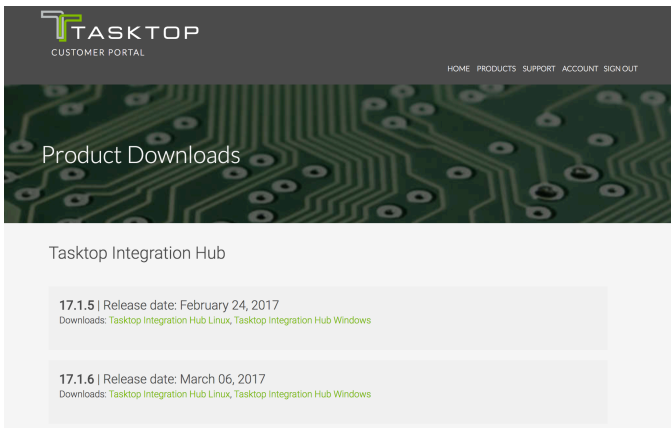 TASKTOP
CUSTOMER PORTAL
HOME PRODUCTS SUPPORT ACCOUNT SIGN OUT
Product Downloads
Tasktop Integration Hub
17.1.5 | Release date: February 24, 2017
Downloads: Tasktop Integration Hub Linux, Tasktop Integration Hub Windows
17.1.6 | Release date: March 06, 2017
Downloads: Tasktop Integration Hub Linux, Tasktop Integration Hub Windows